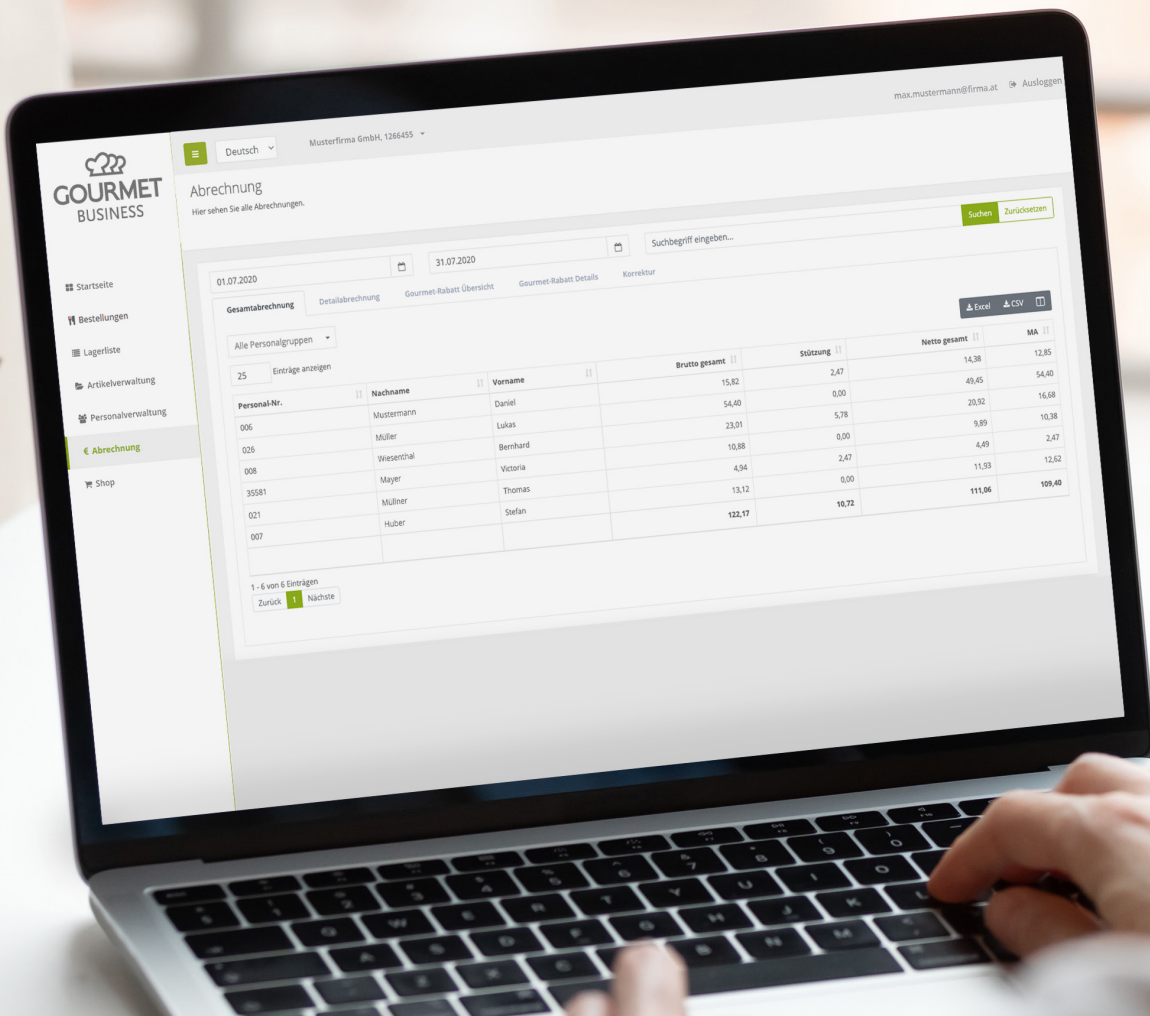 GOURMET
BUSINESS
Startseite
Bestellungen
Lagerliste
Artikelverwaltung
Personalverwaltung
€ Abrechnung
Shop
Deutsch
Musterfirma GmbH, 1266455
max.mustermann@firma.at
Ausloggen
Abrechnung
Hier sehen Sie alle Abrechnungen.
01.07.2020
31.07.2020
Suchbegriff eingeben...
Suchen
Zurücksetzen
Gesamtabrechnung Detailabrechnung Gourmet-Rabatt Übersicht Gourmet-Rabatt Details Korrektur
Alle Personalgruppen
Excel CSV
25 Einträge anzeigen
Personal-Nr. Nachname Vorname Brutto gesamt Stützung Netto gesamt MA
006 Mustermann Daniel 15,82 2,47 14,38 12,85
026 Müller Lukas 54,40 0,00 49,45 54,40
008 Wiesenthal Bernhard 23,01 5,78 20,92 16,68
35581 Mayer Victoria 10,88 0,00 9,89 10,38
021 Müllner Thomas 4,94 2,47 4,49 2,47
007 Huber Stefan 13,12 0,00 11,93 12,62
122,17 10,72 111,06 109,40
1 - 6 von 6 Einträgen
Zurück 1 Nächste